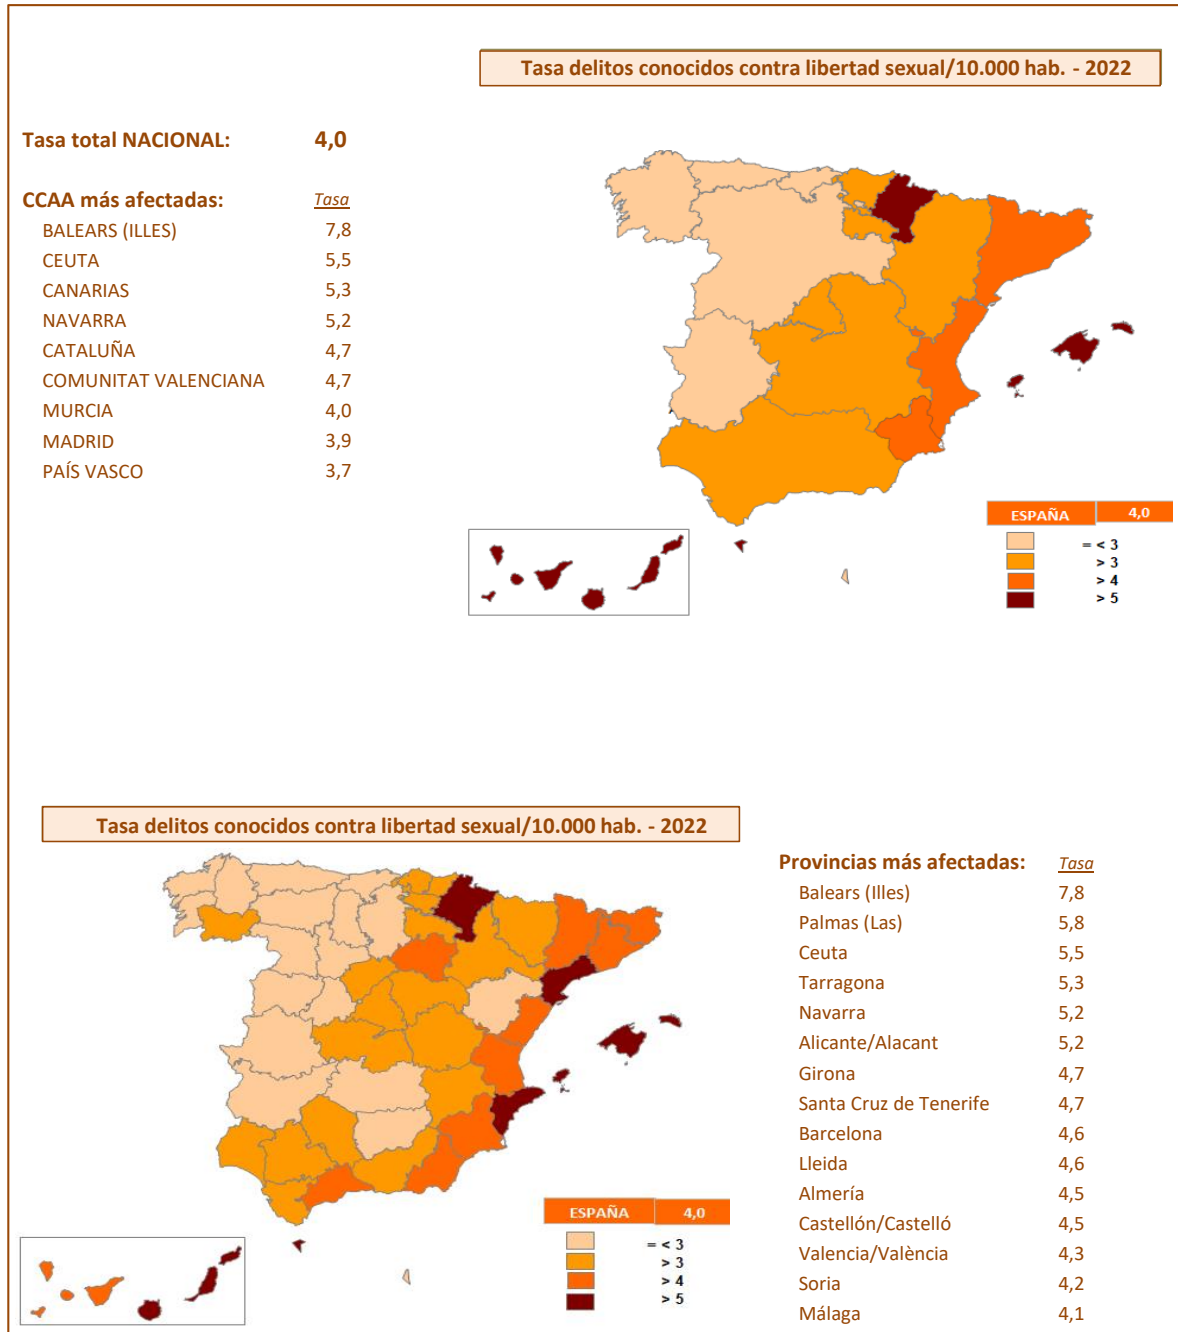 Tasa delitos conocidos contra libertad sexual/10.000 hab. - 2022
Tasa total NACIONAL: 4,0
CCAA más afectadas: Tasa
BALEARS (ILLES) 7,8
CEUTA 5,5
CANARIAS 5,3
NAVARRA 5,2
CATALUÑA 4,7
COMUNITAT VALENCIANA 4,7
MURCIA 4,0
MADRID 3,9
PAÍS VASCO 3,7
ESPAÑA 4,0
= < 3
> 3
> 4
> 5
Tasa delitos conocidos contra libertad sexual/10.000 hab. - 2022
Provincias más afectadas: Tasa
Balears (Illes) 7,8
Palmas (Las) 5,8
Ceuta 5,5
Tarragona 5,3
Navarra 5,2
Alicante/Alacant 5,2
Girona 4,7
Santa Cruz de Tenerife 4,7
Barcelona 4,6
Lleida 4,6
Almería 4,5
Castellón/Castelló 4,5
Valencia/València 4,3
Soria 4,2
Málaga 4,1
ESPAÑA 4,0
= < 3
> 3
> 4
> 5